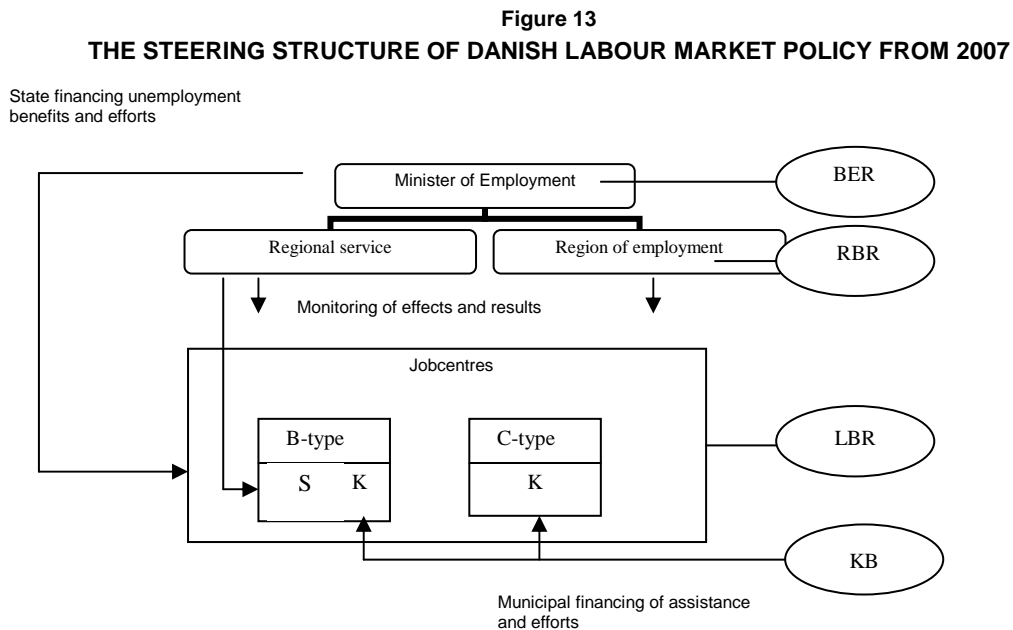 Figure 13
THE STEERING STRUCTURE OF DANISH LABOUR MARKET POLICY FROM 2007
State financing unemployment
benefits and efforts
Minister of Employment
BER
Regional service
Region of employment
RBR
Monitoring of effects and results
Jobcentres
B-type
C-type
LBR
S K
K
KB
Municipal financing of assistance
and efforts